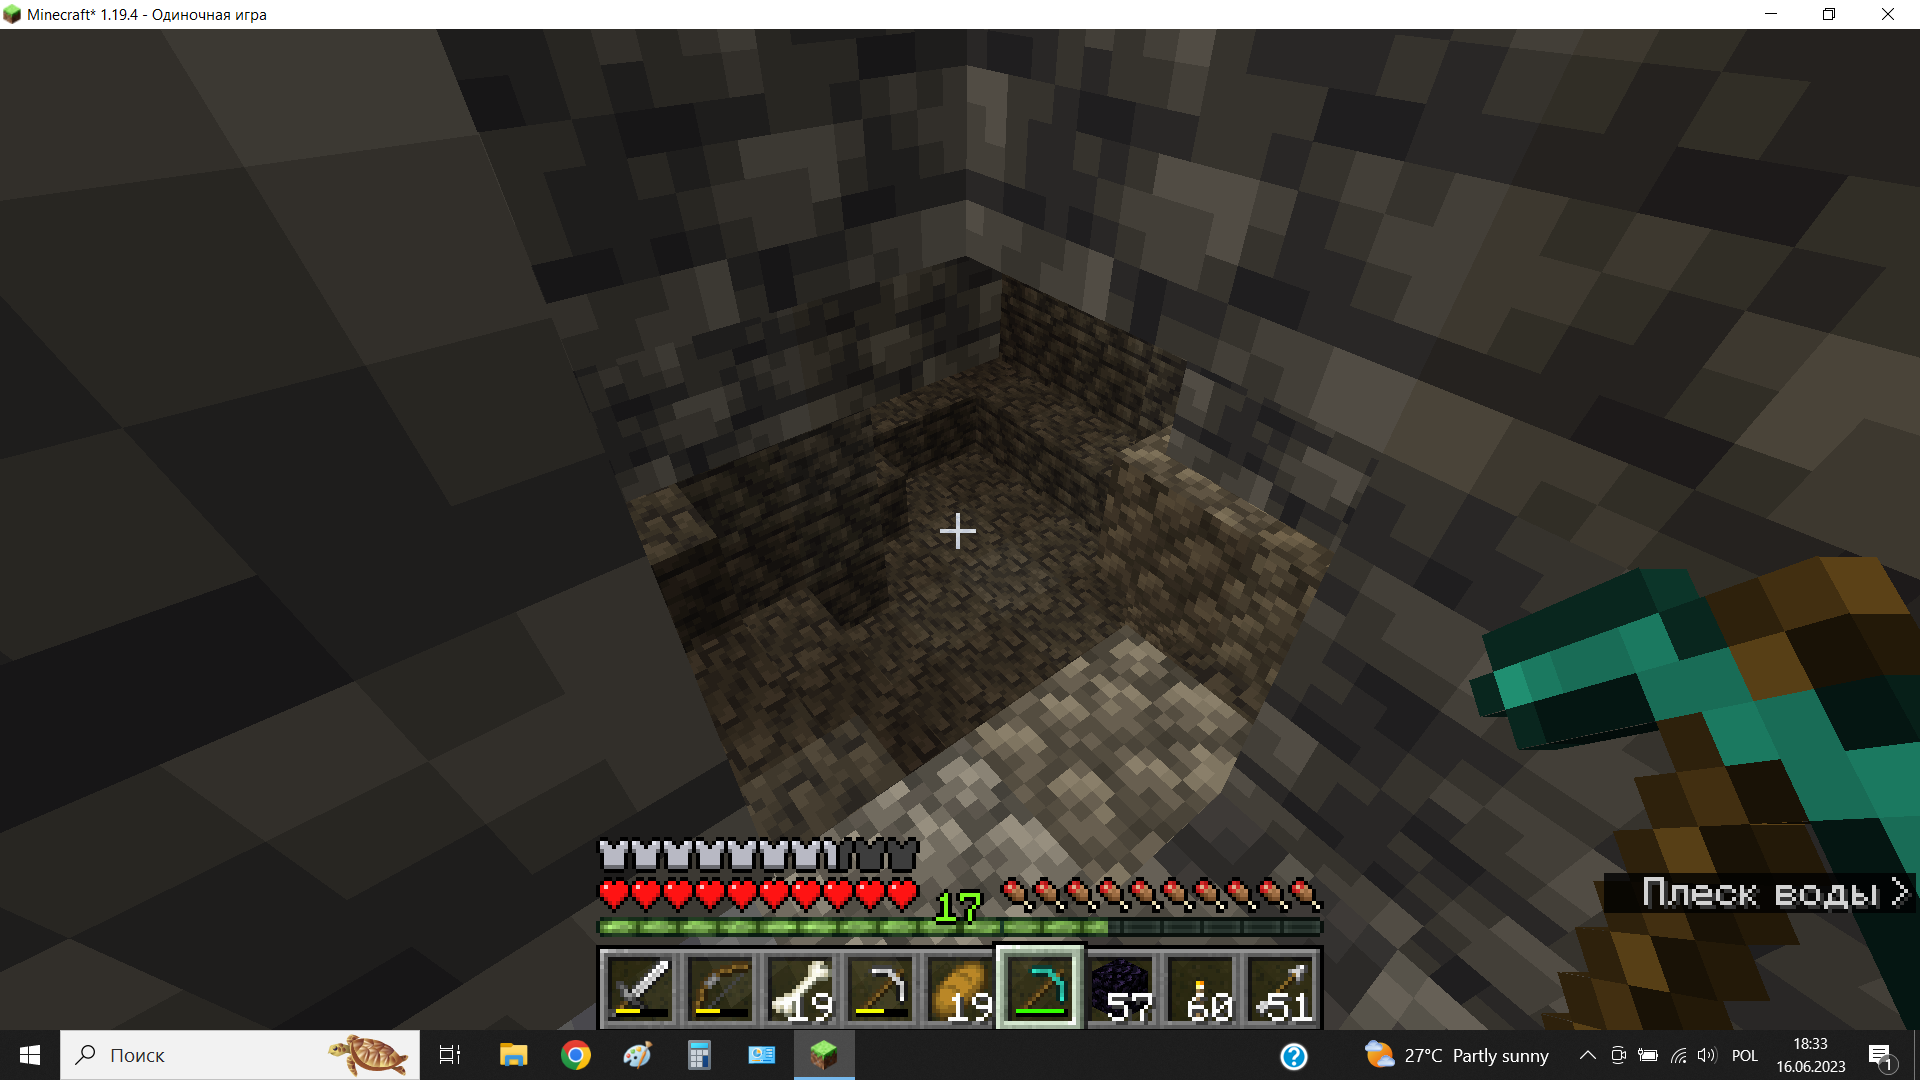 Minecraft* 1.19.4 - Одиночная игра
Плеск воды >
17
19
19
57
60
51
Поиск
27°C Partly sunny
POL
18:33
16.06.2023
1